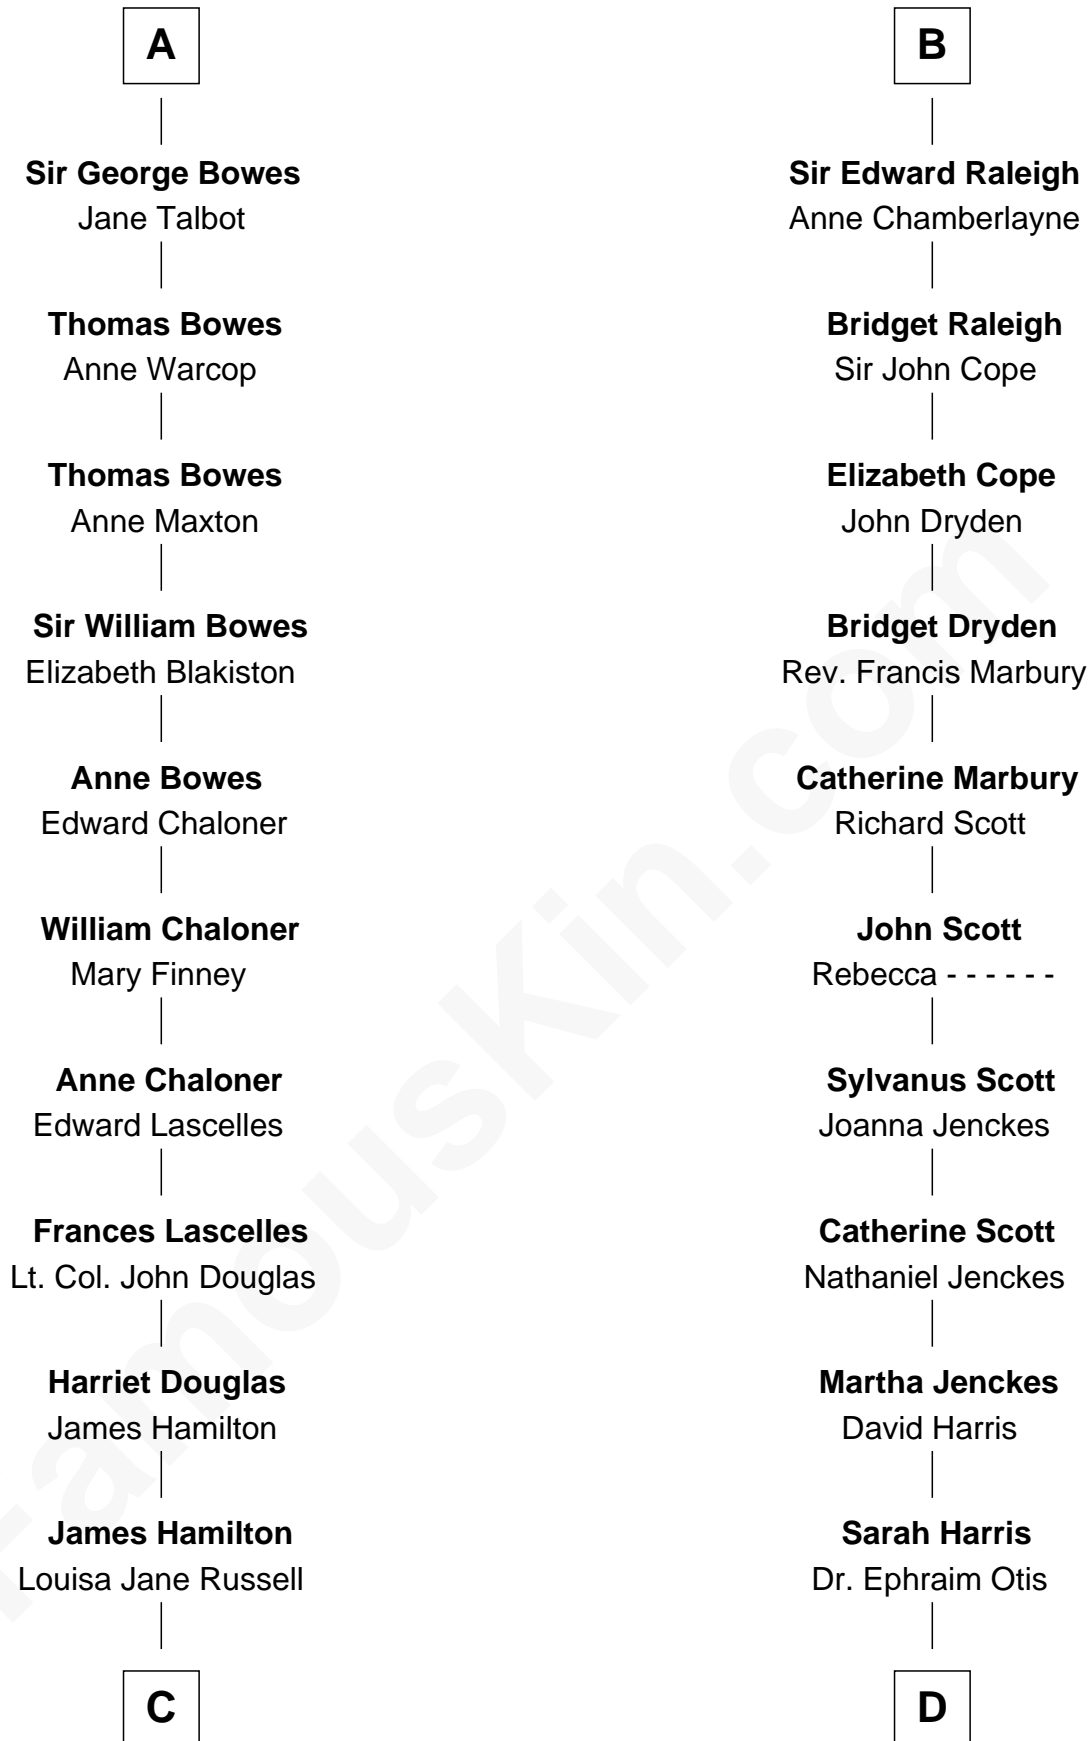 A
Sir George Bowes
Jane Talbot
Thomas Bowes
Anne Warcop
Thomas Bowes
Anne Maxton
Sir William Bowes
Elizabeth Blakiston
Anne Bowes
Edward Chaloner
William Chaloner
Mary Finney
Anne Chaloner
Edward Lascelles
Frances Lascelles
Lt. Col. John Douglas
Harriet Douglas
James Hamilton
James Hamilton
Louisa Jane Russell
C
B
Sir Edward Raleigh
Anne Chamberlayne
Bridget Raleigh
Sir John Cope
Elizabeth Cope
John Dryden
Bridget Dryden
Rev. Francis Marbury
Catherine Marbury
Richard Scott
John Scott
Rebecca - - - - - -
Sylvanus Scott
Joanna Jenckes
Catherine Scott
Nathaniel Jenckes
Martha Jenckes
David Harris
Sarah Harris
Dr. Ephraim Otis
D
FamousKin.com